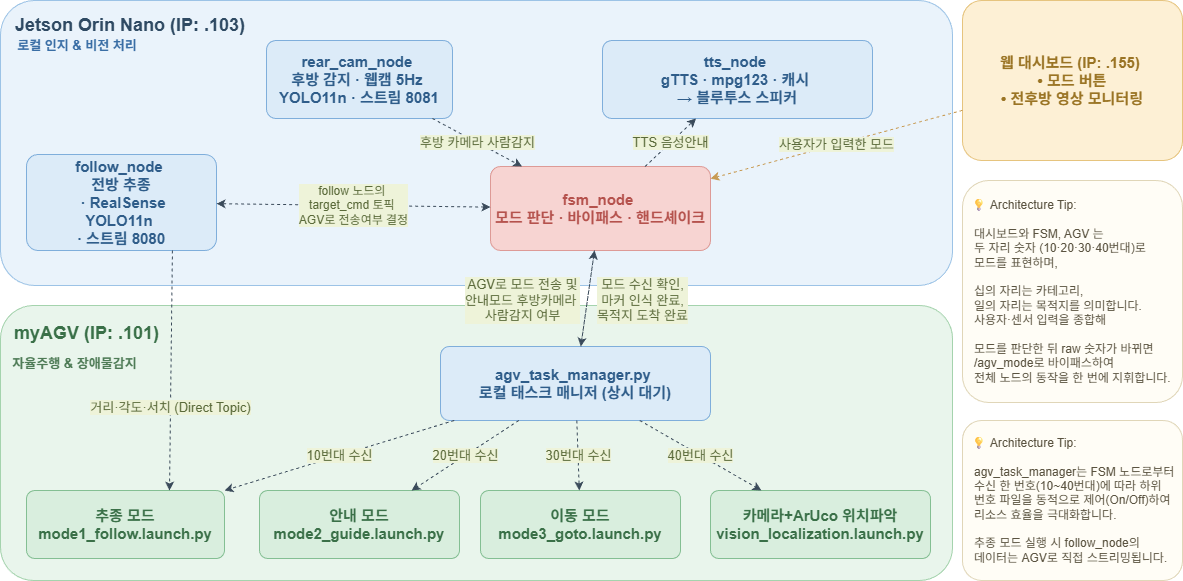 Jetson Orin Nano (IP: .103)
로컬 인지 & 비전 처리
rear_cam_node
후방 감지 · 웹캠 5Hz
YOLO11n · 스트림 8081
tts_node
gTTS · mpg123 · 캐시
→ 블루투스 스피커
웹 대시보드 (IP: .155)
• 모드 버튼
• 전후방 영상 모니터링
후방 카메라 사람감지
TTS 음성안내
사용자가 입력한 모드
follow_node
전방 추종
· RealSense
YOLO11n
· 스트림 8080
follow 노드의
target_cmd 토픽
AGV로 전송여부 결정
fsm_node
모드 판단 · 바이패스 · 핸드셰이크
💡 Architecture Tip:
대시보드와 FSM, AGV 는
두 자리 숫자 (10·20·30·40번대)로
모드를 표현하며,
십의 자리는 카테고리,
일의 자리는 목적지를 의미합니다.
사용자·센서 입력을 종합해
모드를 판단한 뒤 raw 숫자가 바뀌면
/agv_mode로 바이패스하여
전체 노드의 동작을 한 번에 지휘합니다.
AGV로 모드 전송 및
안내모드 후방카메라
사람감지 여부
모드 수신 확인,
마커 인식 완료,
목적지 도착 완료
myAGV (IP: .101)
자율주행 & 장애물감지
agv_task_manager.py
로컬 태스크 매니저 (상시 대기)
거리·각도·서치 (Direct Topic)
10번대 수신
20번대 수신
30번대 수신
40번대 수신
추종 모드
mode1_follow.launch.py
안내 모드
mode2_guide.launch.py
이동 모드
mode3_goto.launch.py
카메라+ArUco 위치파악
vision_localization.launch.py
💡 Architecture Tip:
agv_task_manager는 FSM 노드로부터
수신 한 번호(10~40번대)에 따라 하위
번호 파일을 동적으로 제어(On/Off)하여
리소스 효율을 극대화합니다.
추종 모드 실행 시 follow_node의
데이터는 AGV로 직접 스트리밍됩니다.